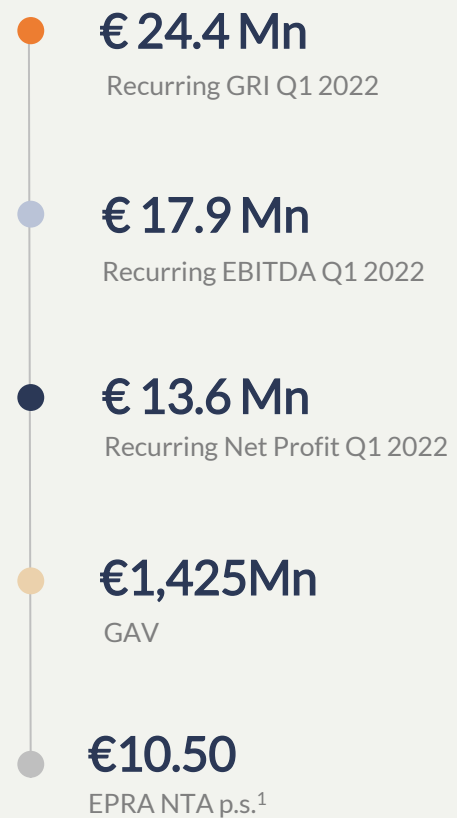 € 24.4 Mn
Recurring GRI Q1 2022
€ 17.9 Mn
Recurring EBITDA Q1 2022
€ 13.6 Mn
Recurring Net Profit Q1 2022
€1,425Mn
GAV
€10.50
EPRA NTA p.s.¹